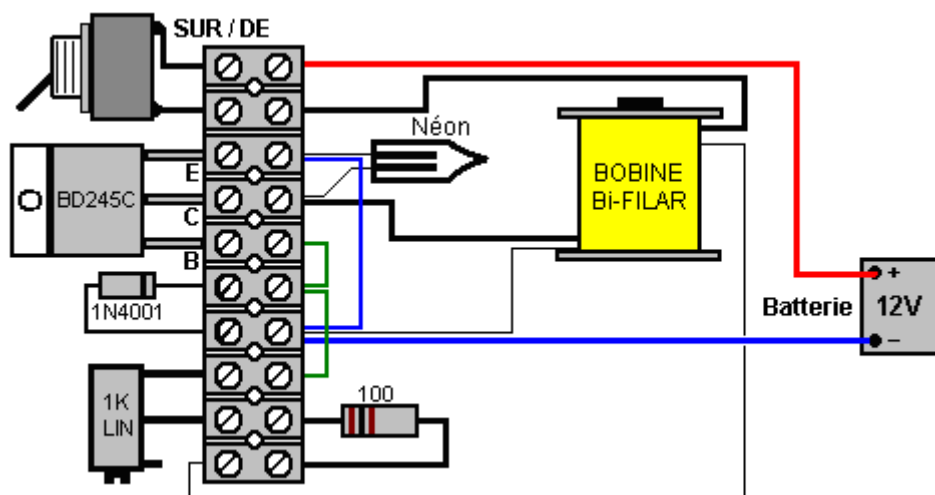 SUR / DE
Néon
E
BD245C
C
B
BOBINE
Bi-FILAR
1N4001
+
Batterie
12V
–
1K
LIN
100